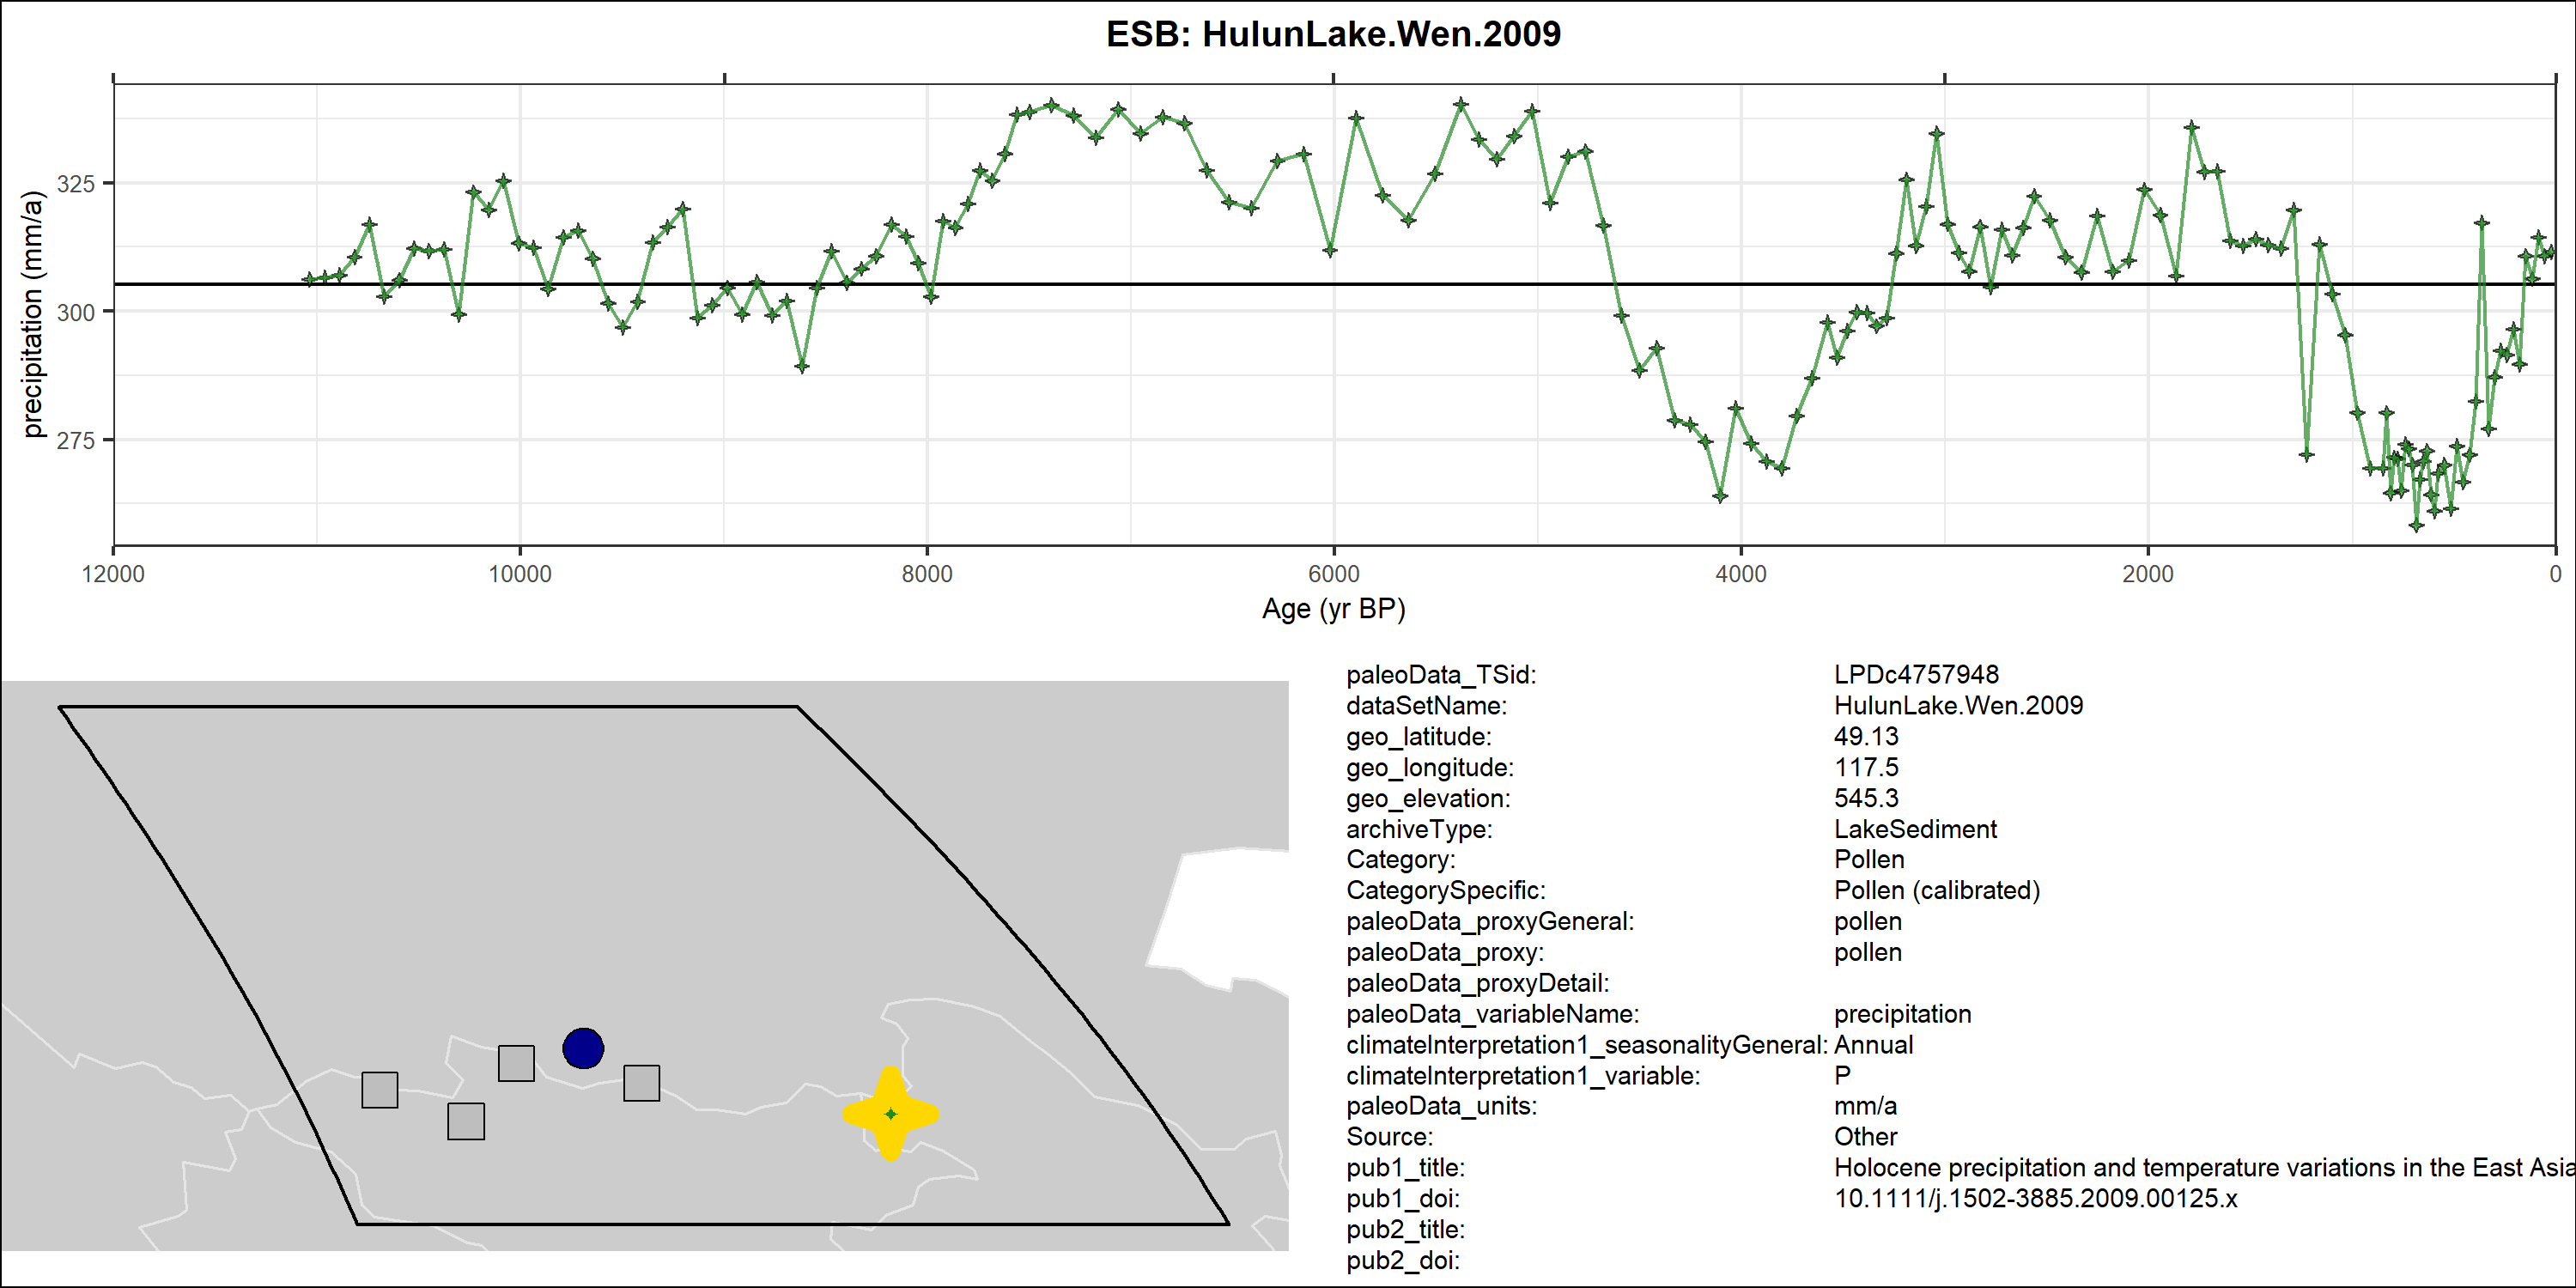 ESB: HulunLake.Wen.2009
precipitation (mm/a)
325
300
275
12000 10000 8000 6000 4000 2000 0
Age (yr BP)
paleoData_TSid: LPDc4757948
dataSetName: HulunLake.Wen.2009
geo_latitude: 49.13
geo_longitude: 117.5
geo_elevation: 545.3
archiveType: LakeSediment
Category: Pollen
CategorySpecific: Pollen (calibrated)
paleoData_proxyGeneral: pollen
paleoData_proxy: pollen
paleoData_proxyDetail:
paleoData_variableName: precipitation
climateInterpretation1_seasonalityGeneral: Annual
climateInterpretation1_variable: P
paleoData_units: mm/a
Source: Other
pub1_title: Holocene precipitation and temperature variations in the East Asia
pub1_doi: 10.1111/j.1502-3885.2009.00125.x
pub2_title:
pub2_doi: